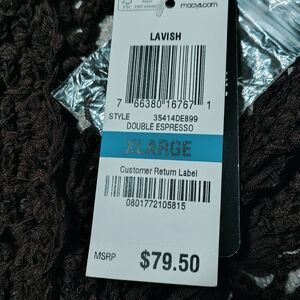 macys.com
LAVISH
7 66380 16767 1
STYLE 35414DE899
DOUBLE ESPRESSO
XLARGE
Customer Return Label
0801772105815
MSRP $79.50